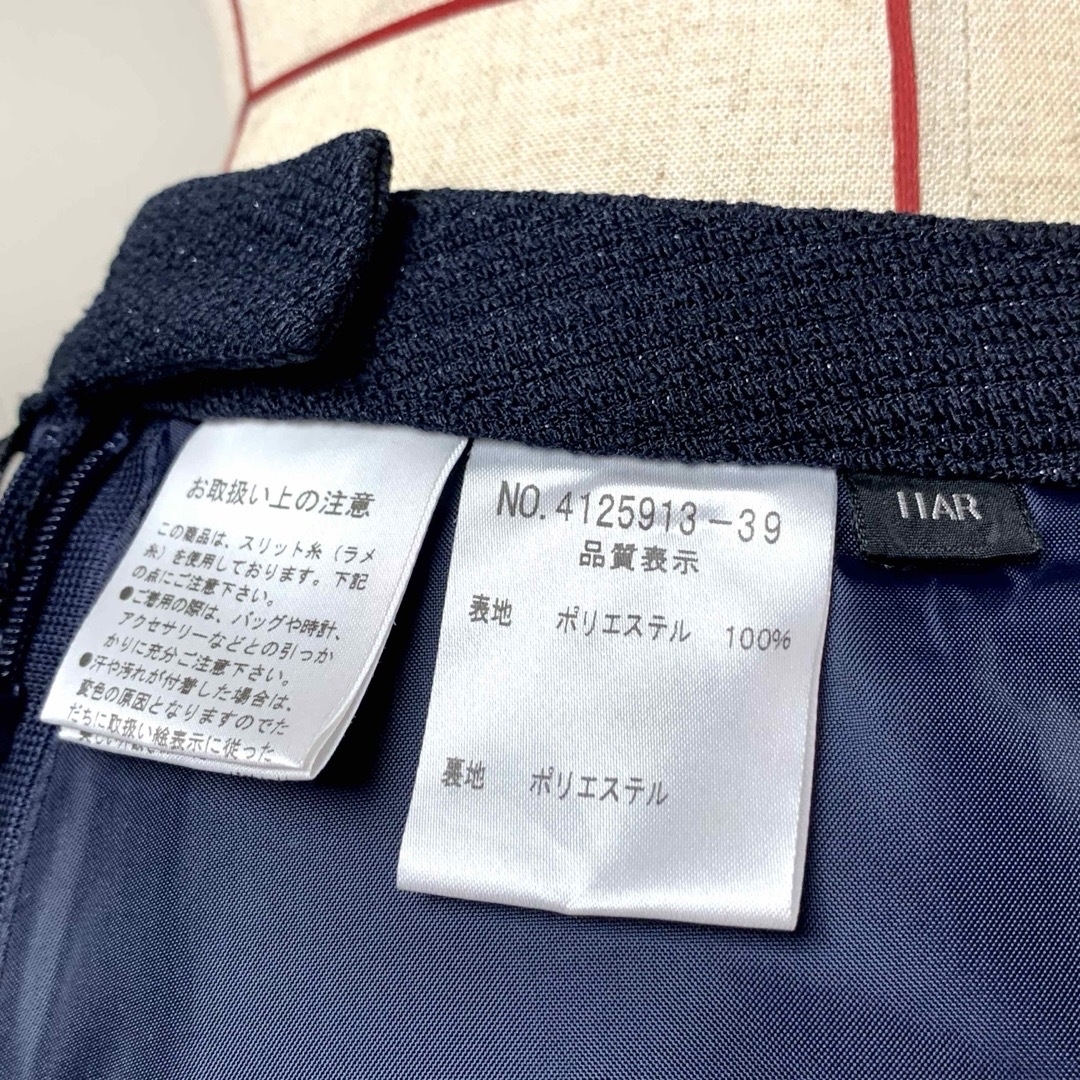 お取扱い上の注意
この商品は、スリット糸(ラメ
糸)を使用しております。下記
の点にご注意下さい。
●ご着用の際は、バッグや時計、
アクセサリーなどとの引っか
かりに充分ご注意下さい。
●汗や汚れが付着した場合は、
変色の原因となりますのでた
だちに取扱い絵表示に従った
NO.4125913-39
品質表示
表地 ポリエステル 100%
裏地 ポリエステル
11AR